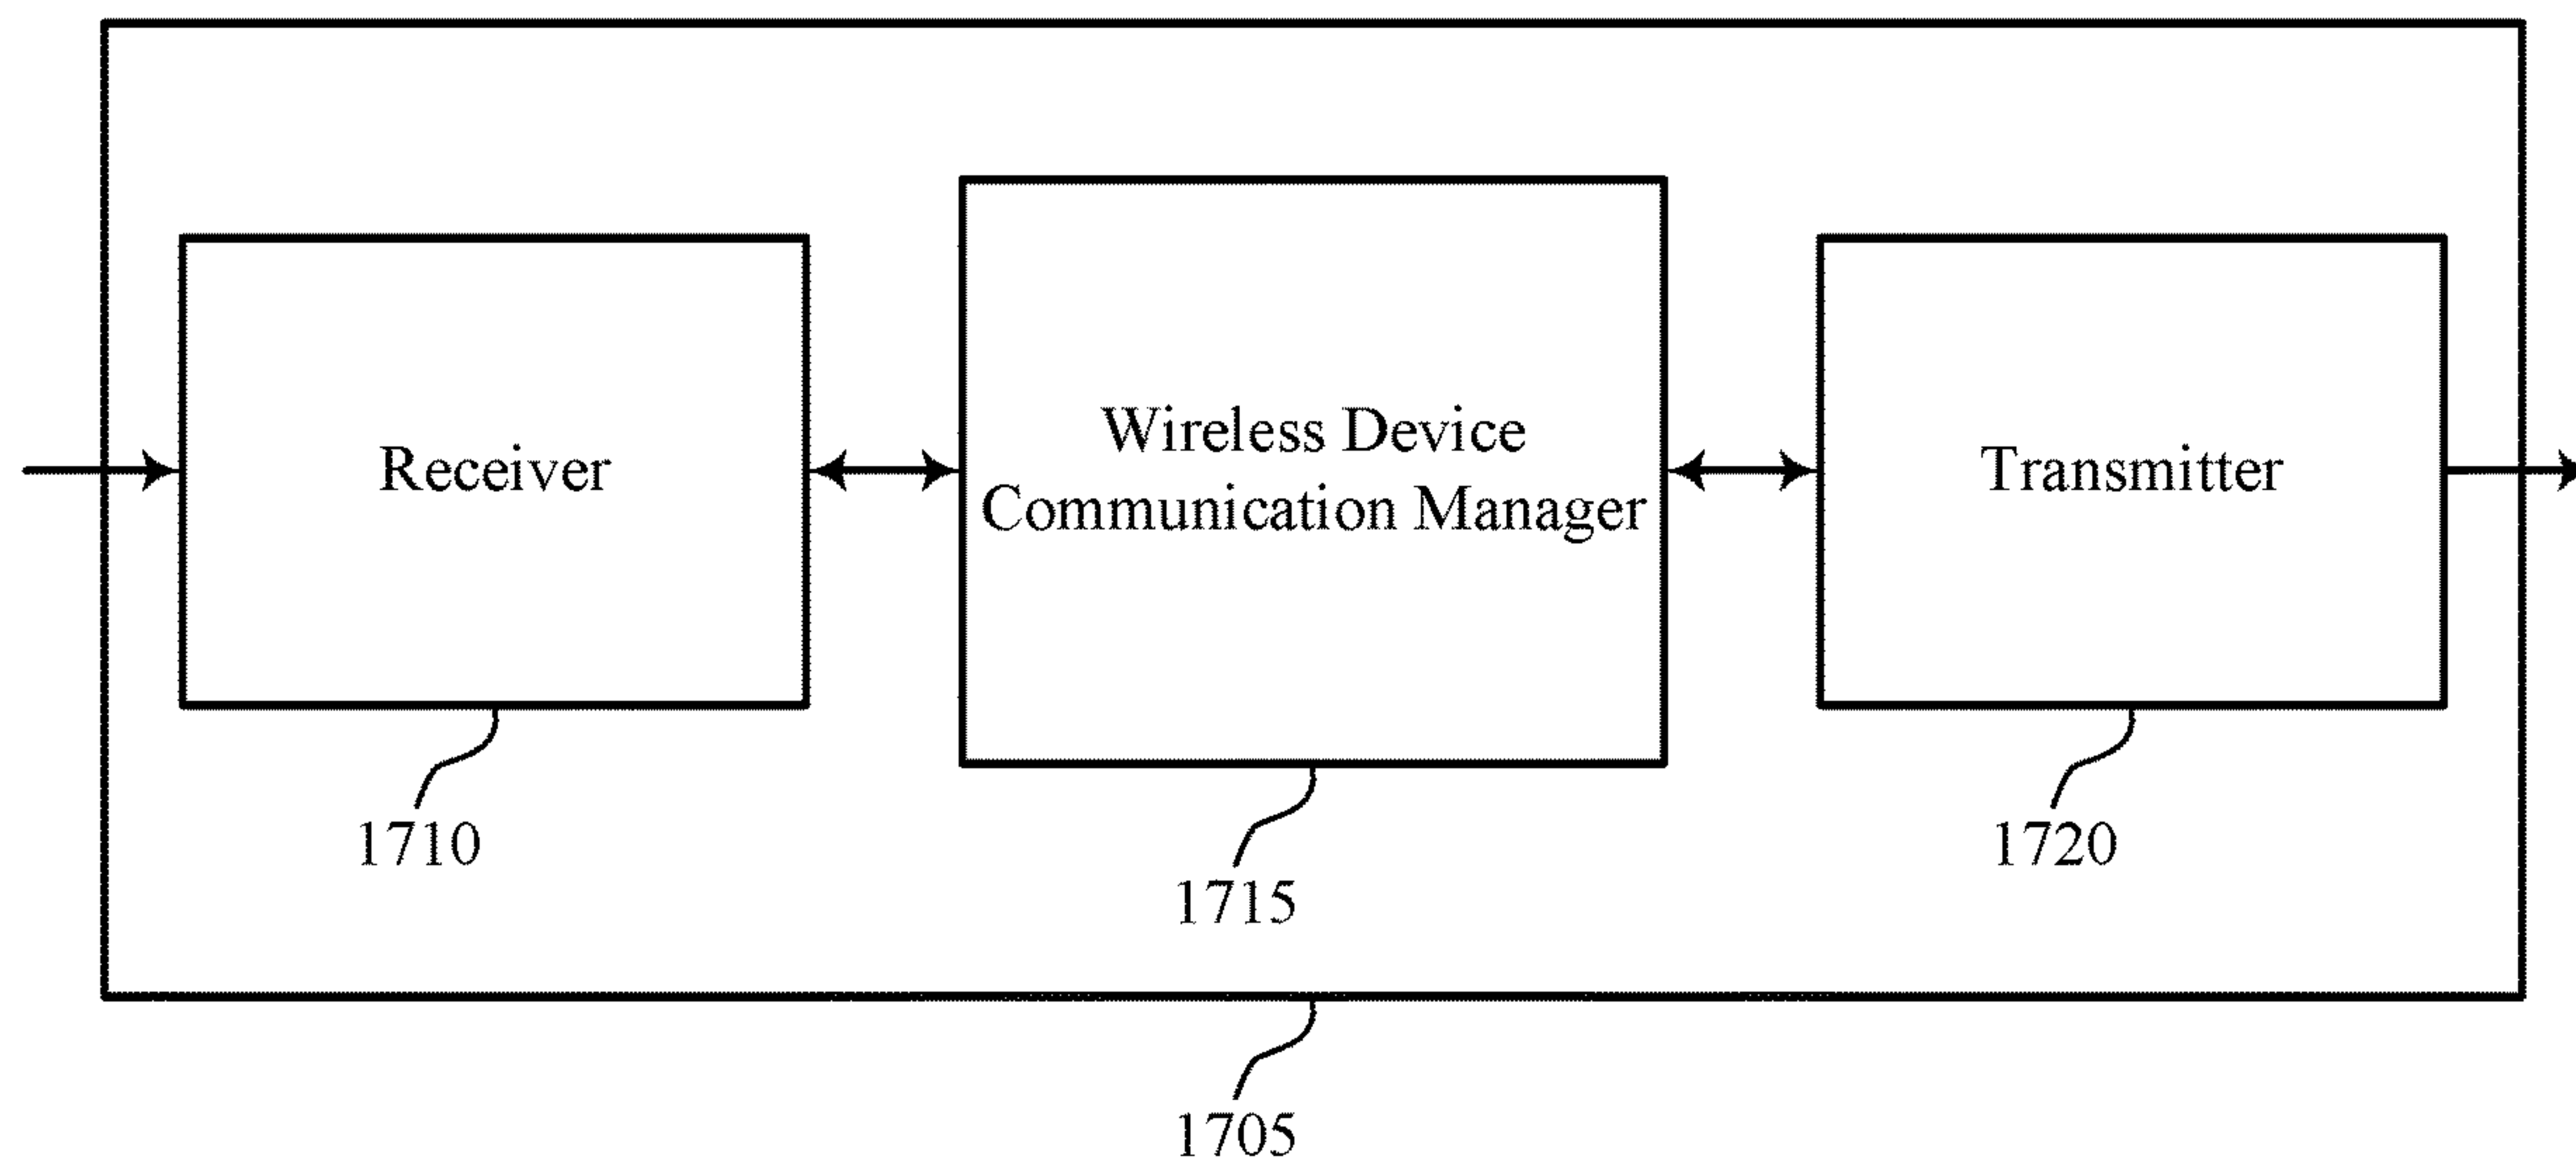 Receiver
Wireless Device
Communication Manager
Transmitter
1710
1715
1720
1705